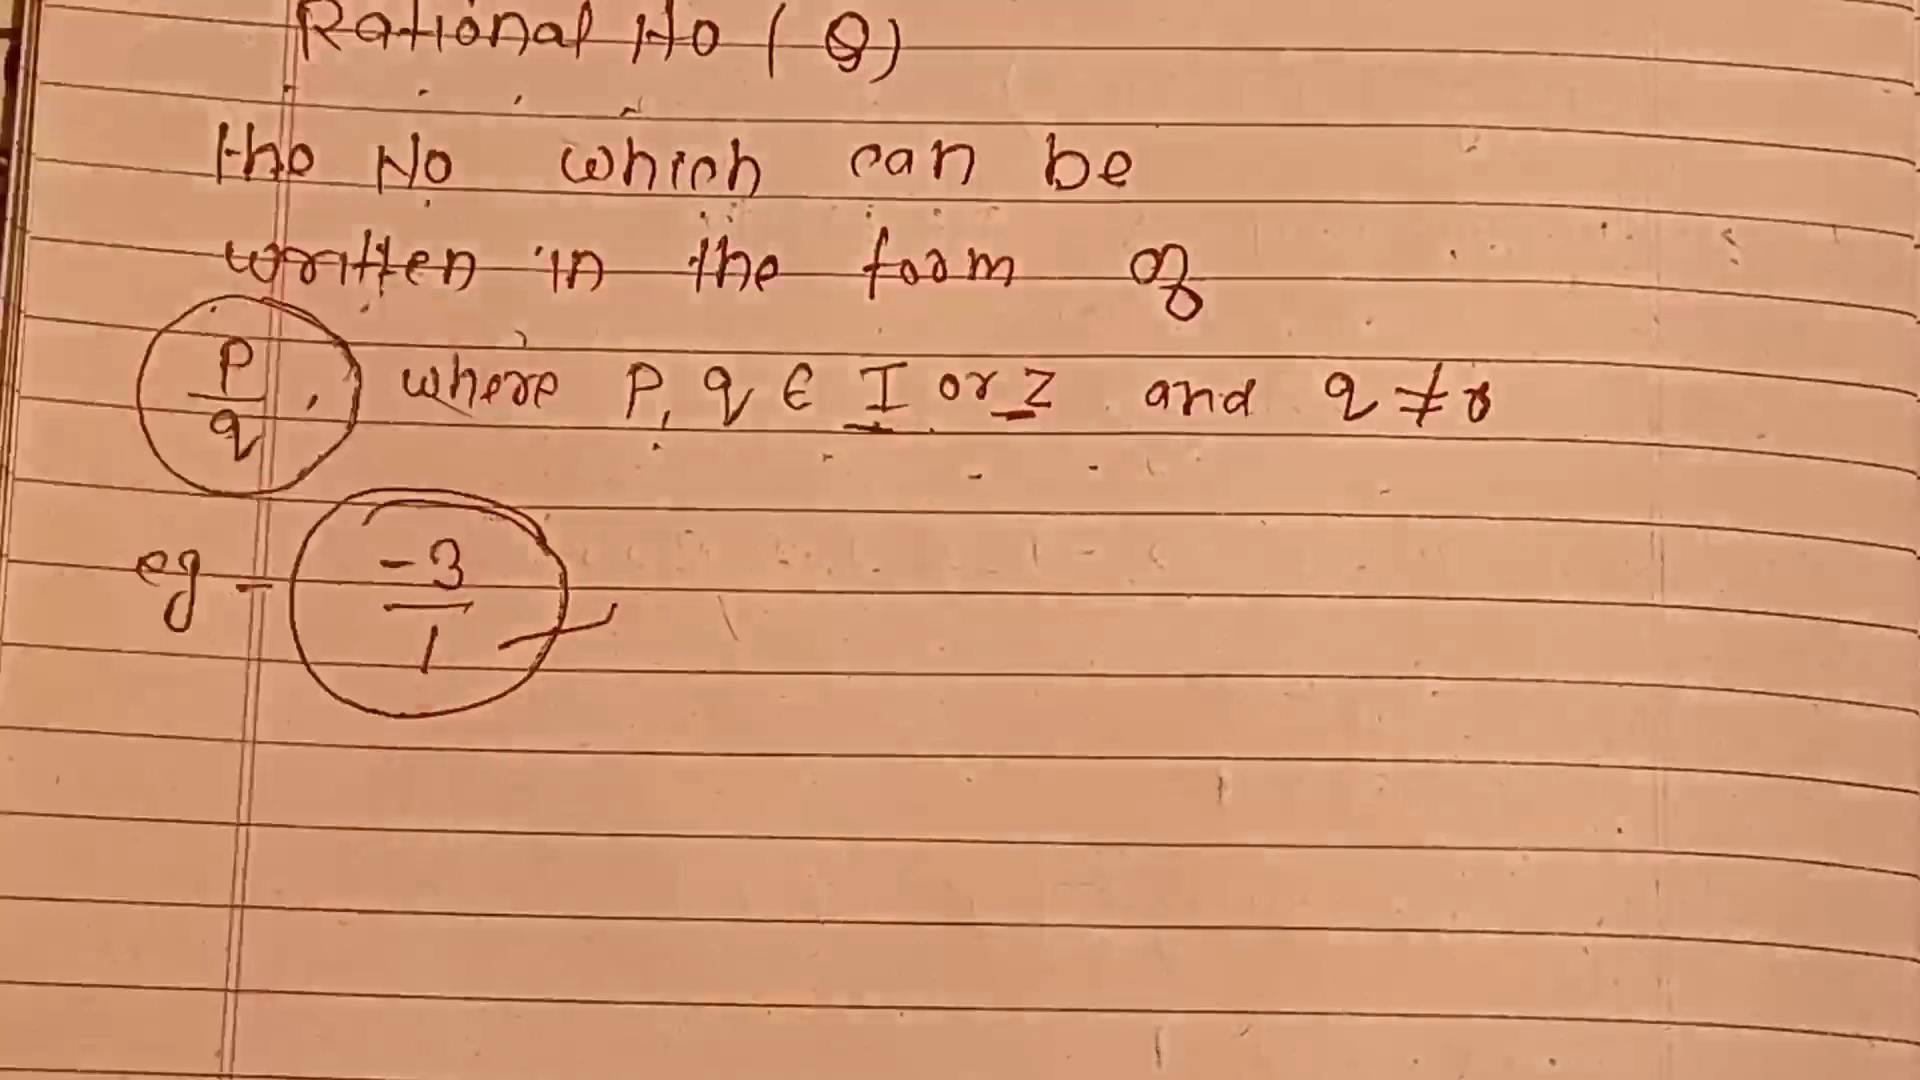 Rational No (Q)
the No which can be
written in the form of
p/q, where P, q ∈ I or Z and q ≠ 0
eg - -3/1